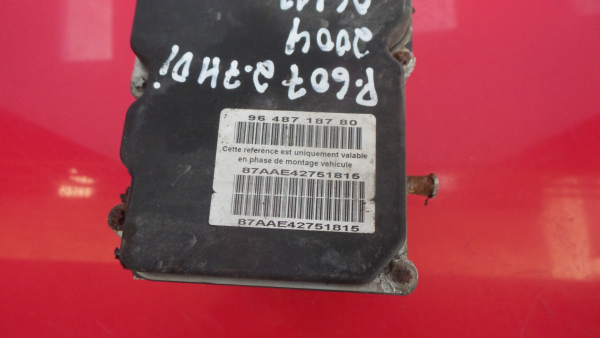 2004
P.607 2.7HDi
96 487 187 80
Cette reference est uniquement valable
en phase de montage vehicule
87AAE42751815
87AAE42751815